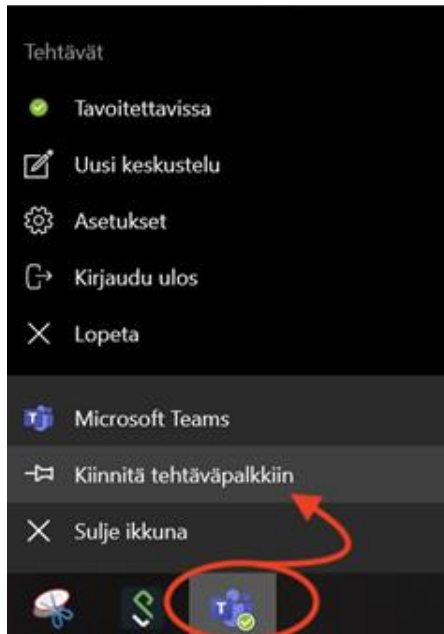 Tehtävät
Tavoitettavissa
Uusi keskustelu
Asetukset
Kirjaudu ulos
Lopeta
Microsoft Teams
Kiinnitä tehtäväpalkkiin
Sulje ikkuna